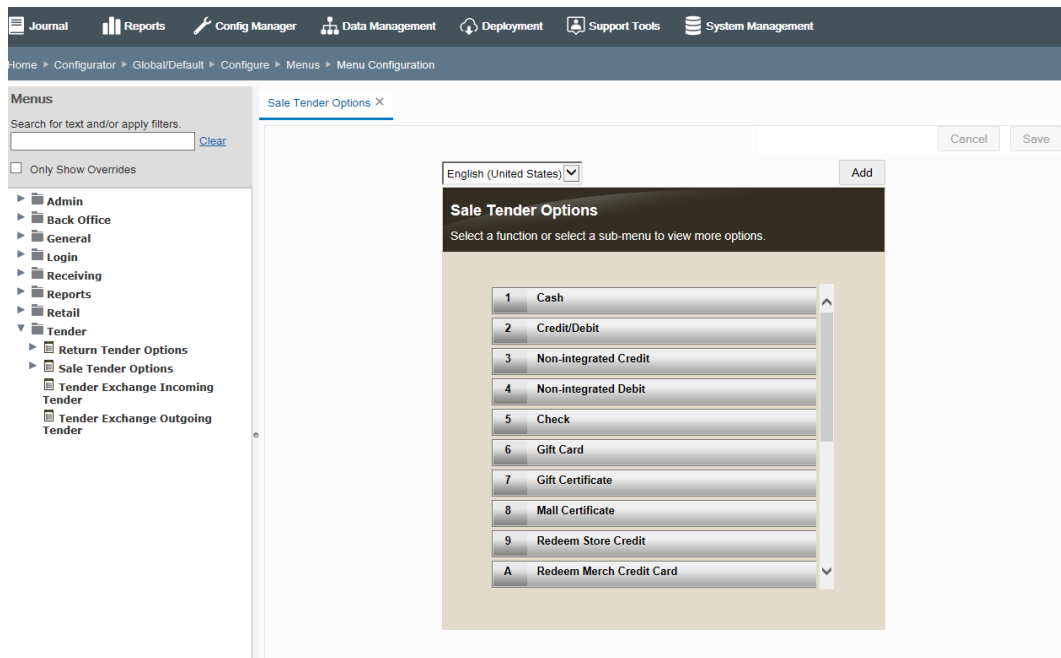 Journal Reports Config Manager Data Management Deployment Support Tools System Management
Home Configurator Global/Default Configure Menus Menu Configuration
Menus
Search for text and/or apply filters.
Clear
Only Show Overrides
Admin
Back Office
General
Login
Receiving
Reports
Retail
Tender
Return Tender Options
Sale Tender Options
Tender Exchange Incoming
Tender
Tender Exchange Outgoing
Tender
Sale Tender Options
Cancel Save
English (United States) Add
Sale Tender Options
Select a function or select a sub-menu to view more options.
1 Cash
2 Credit/Debit
3 Non-integrated Credit
4 Non-integrated Debit
5 Check
6 Gift Card
7 Gift Certificate
8 Mall Certificate
9 Redeem Store Credit
A Redeem Merch Credit Card